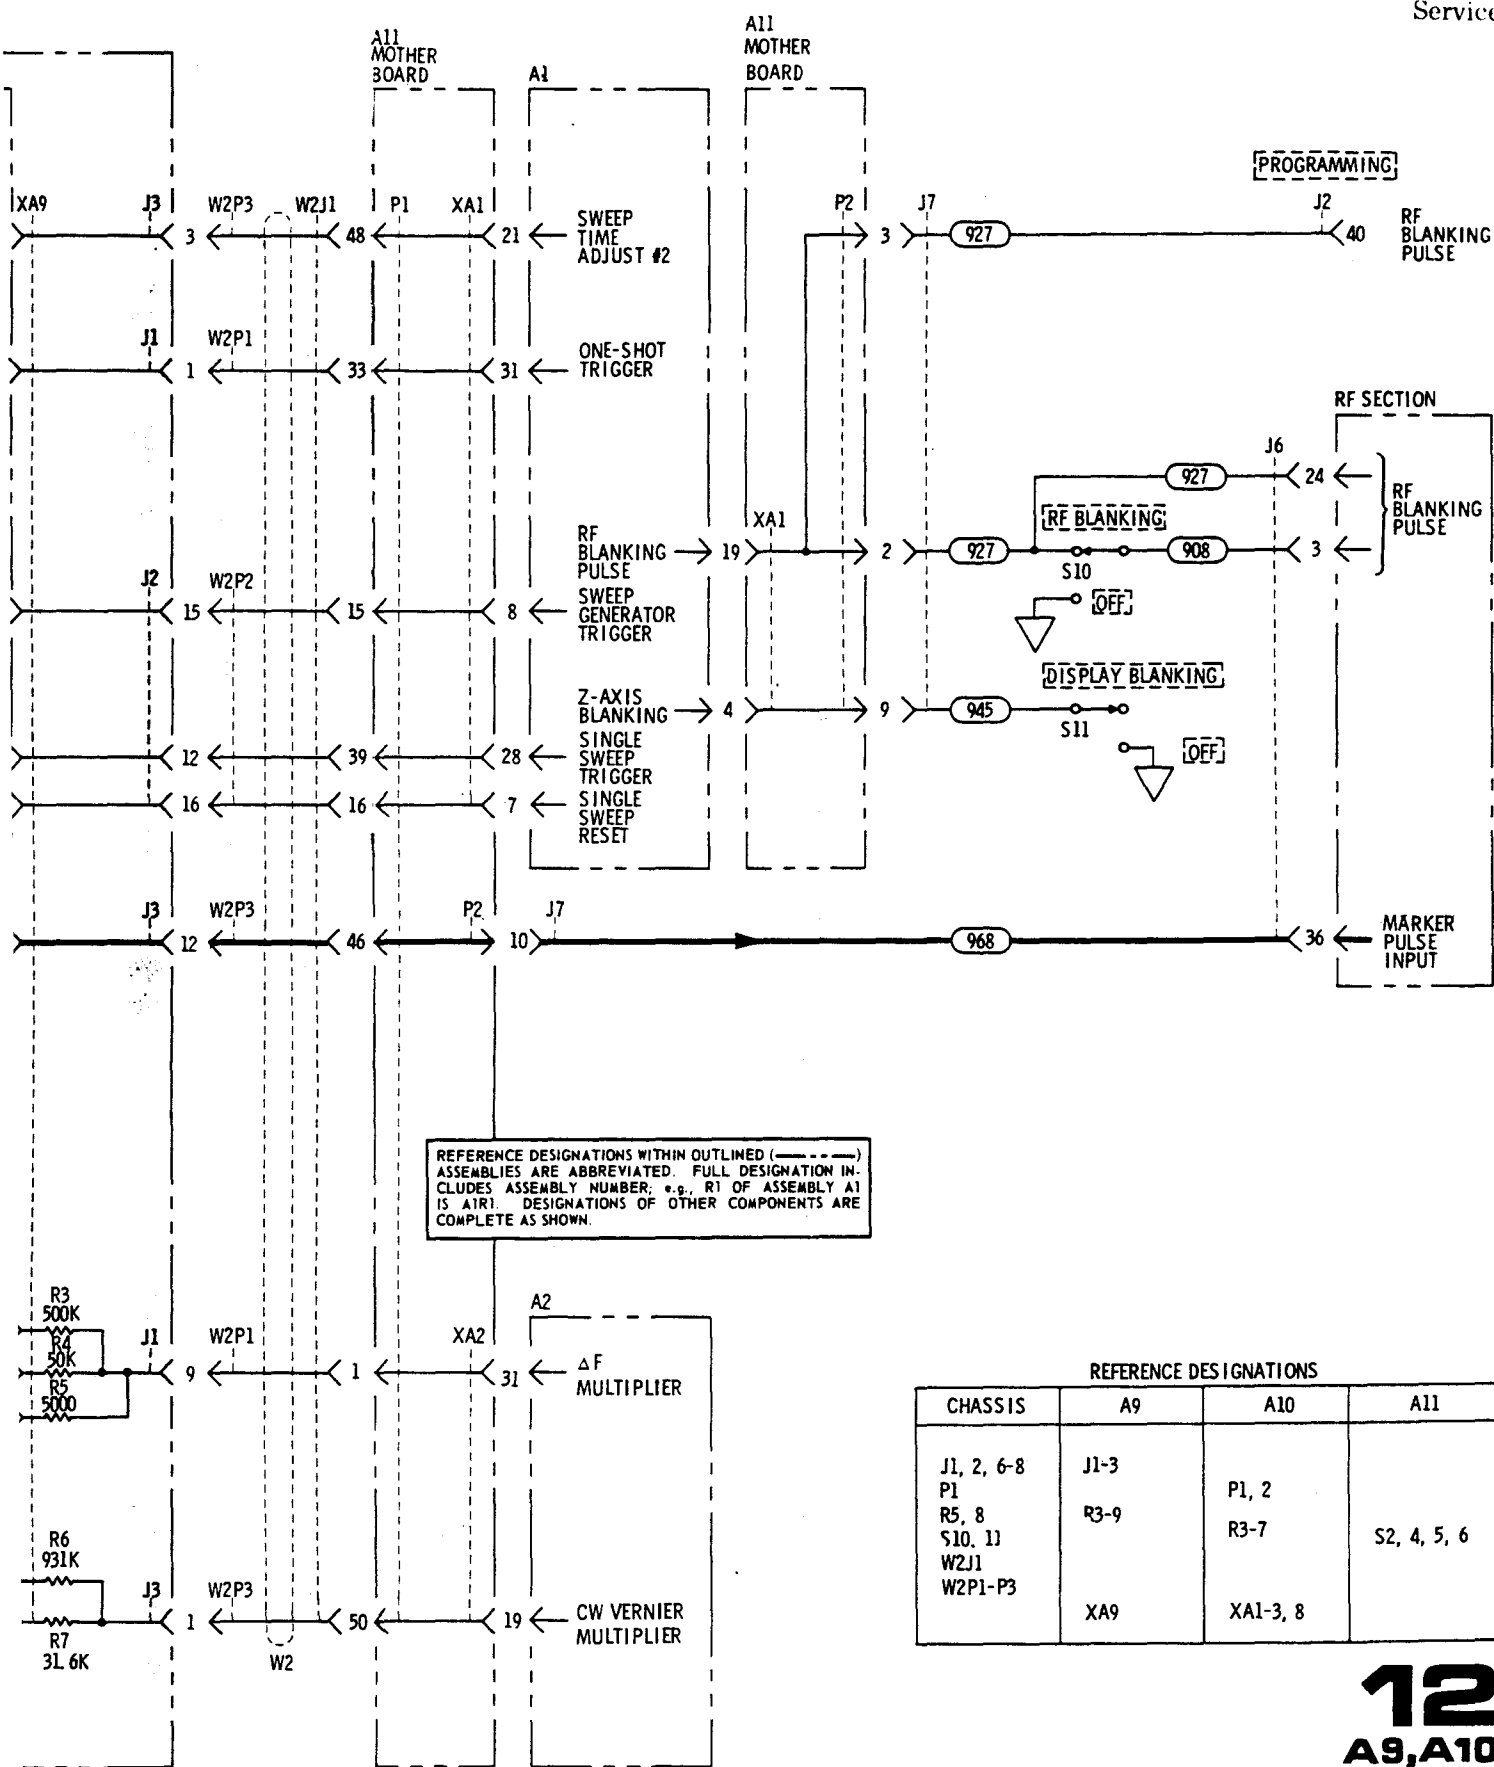 Service
A11
MOTHER
BOARD
A1
A11
MOTHER
BOARD
[PROGRAMMING]
XA9 J3 W2P3 W2J1 P1 XA1 P2 J7 J2
3 48 21
SWEEP
TIME
ADJUST #2
3 927 40
RF
BLANKING
PULSE
J1 W2P1
1 33 31
ONE-SHOT
TRIGGER
RF SECTION
J6
927 24
RF
BLANKING
PULSE
RF BLANKING
XA1
RF
BLANKING
PULSE
19 2 927 908 3
S10
OFF
J2 W2P2
15 15 8
SWEEP
GENERATOR
TRIGGER
DISPLAY BLANKING
Z-AXIS
BLANKING
4 9 945
S11
OFF
12 39 28
SINGLE
SWEEP
TRIGGER
16 16 7
SINGLE
SWEEP
RESET
J3 W2P3 P2 J7
12 46 10 968 36
MARKER
PULSE
INPUT
REFERENCE DESIGNATIONS WITHIN OUTLINED (— - - —)
ASSEMBLIES ARE ABBREVIATED. FULL DESIGNATION IN-
CLUDES ASSEMBLY NUMBER; e.g., R1 OF ASSEMBLY A1
IS A1R1. DESIGNATIONS OF OTHER COMPONENTS ARE
COMPLETE AS SHOWN.
R3
500K
R4
50K
R5
5000
J1 W2P1 XA2 A2
9 1 31
ΔF
MULTIPLIER
R6
931K
R7
31.6K
J3 W2P3
1 50 19
CW VERNIER
MULTIPLIER
W2
REFERENCE DESIGNATIONS
CHASSIS A9 A10 A11
J1, 2, 6-8 J1-3
P1 P1, 2
R5, 8 R3-9 R3-7
S10, 11 S2, 4, 5, 6
W2J1
W2P1-P3
XA9 XA1-3, 8
12
A9,A10